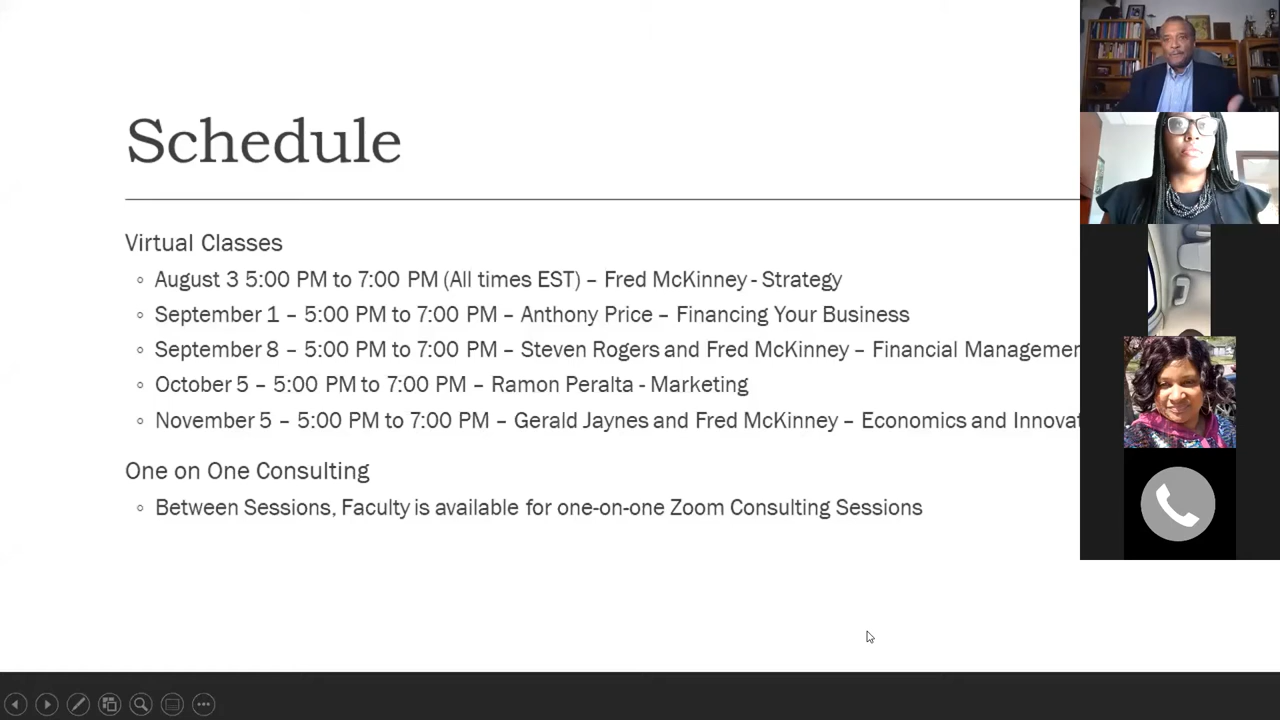 Schedule
Virtual Classes
◦ August 3 5:00 PM to 7:00 PM (All times EST) – Fred McKinney - Strategy
◦ September 1 – 5:00 PM to 7:00 PM – Anthony Price – Financing Your Business
◦ September 8 – 5:00 PM to 7:00 PM – Steven Rogers and Fred McKinney – Financial
◦ October 5 – 5:00 PM to 7:00 PM – Ramon Peralta - Marketing
◦ November 5 – 5:00 PM to 7:00 PM – Gerald Jaynes and Fred McKinney – Economics and
One on One Consulting
◦ Between Sessions, Faculty is available for one-on-one Zoom Consulting Sessions